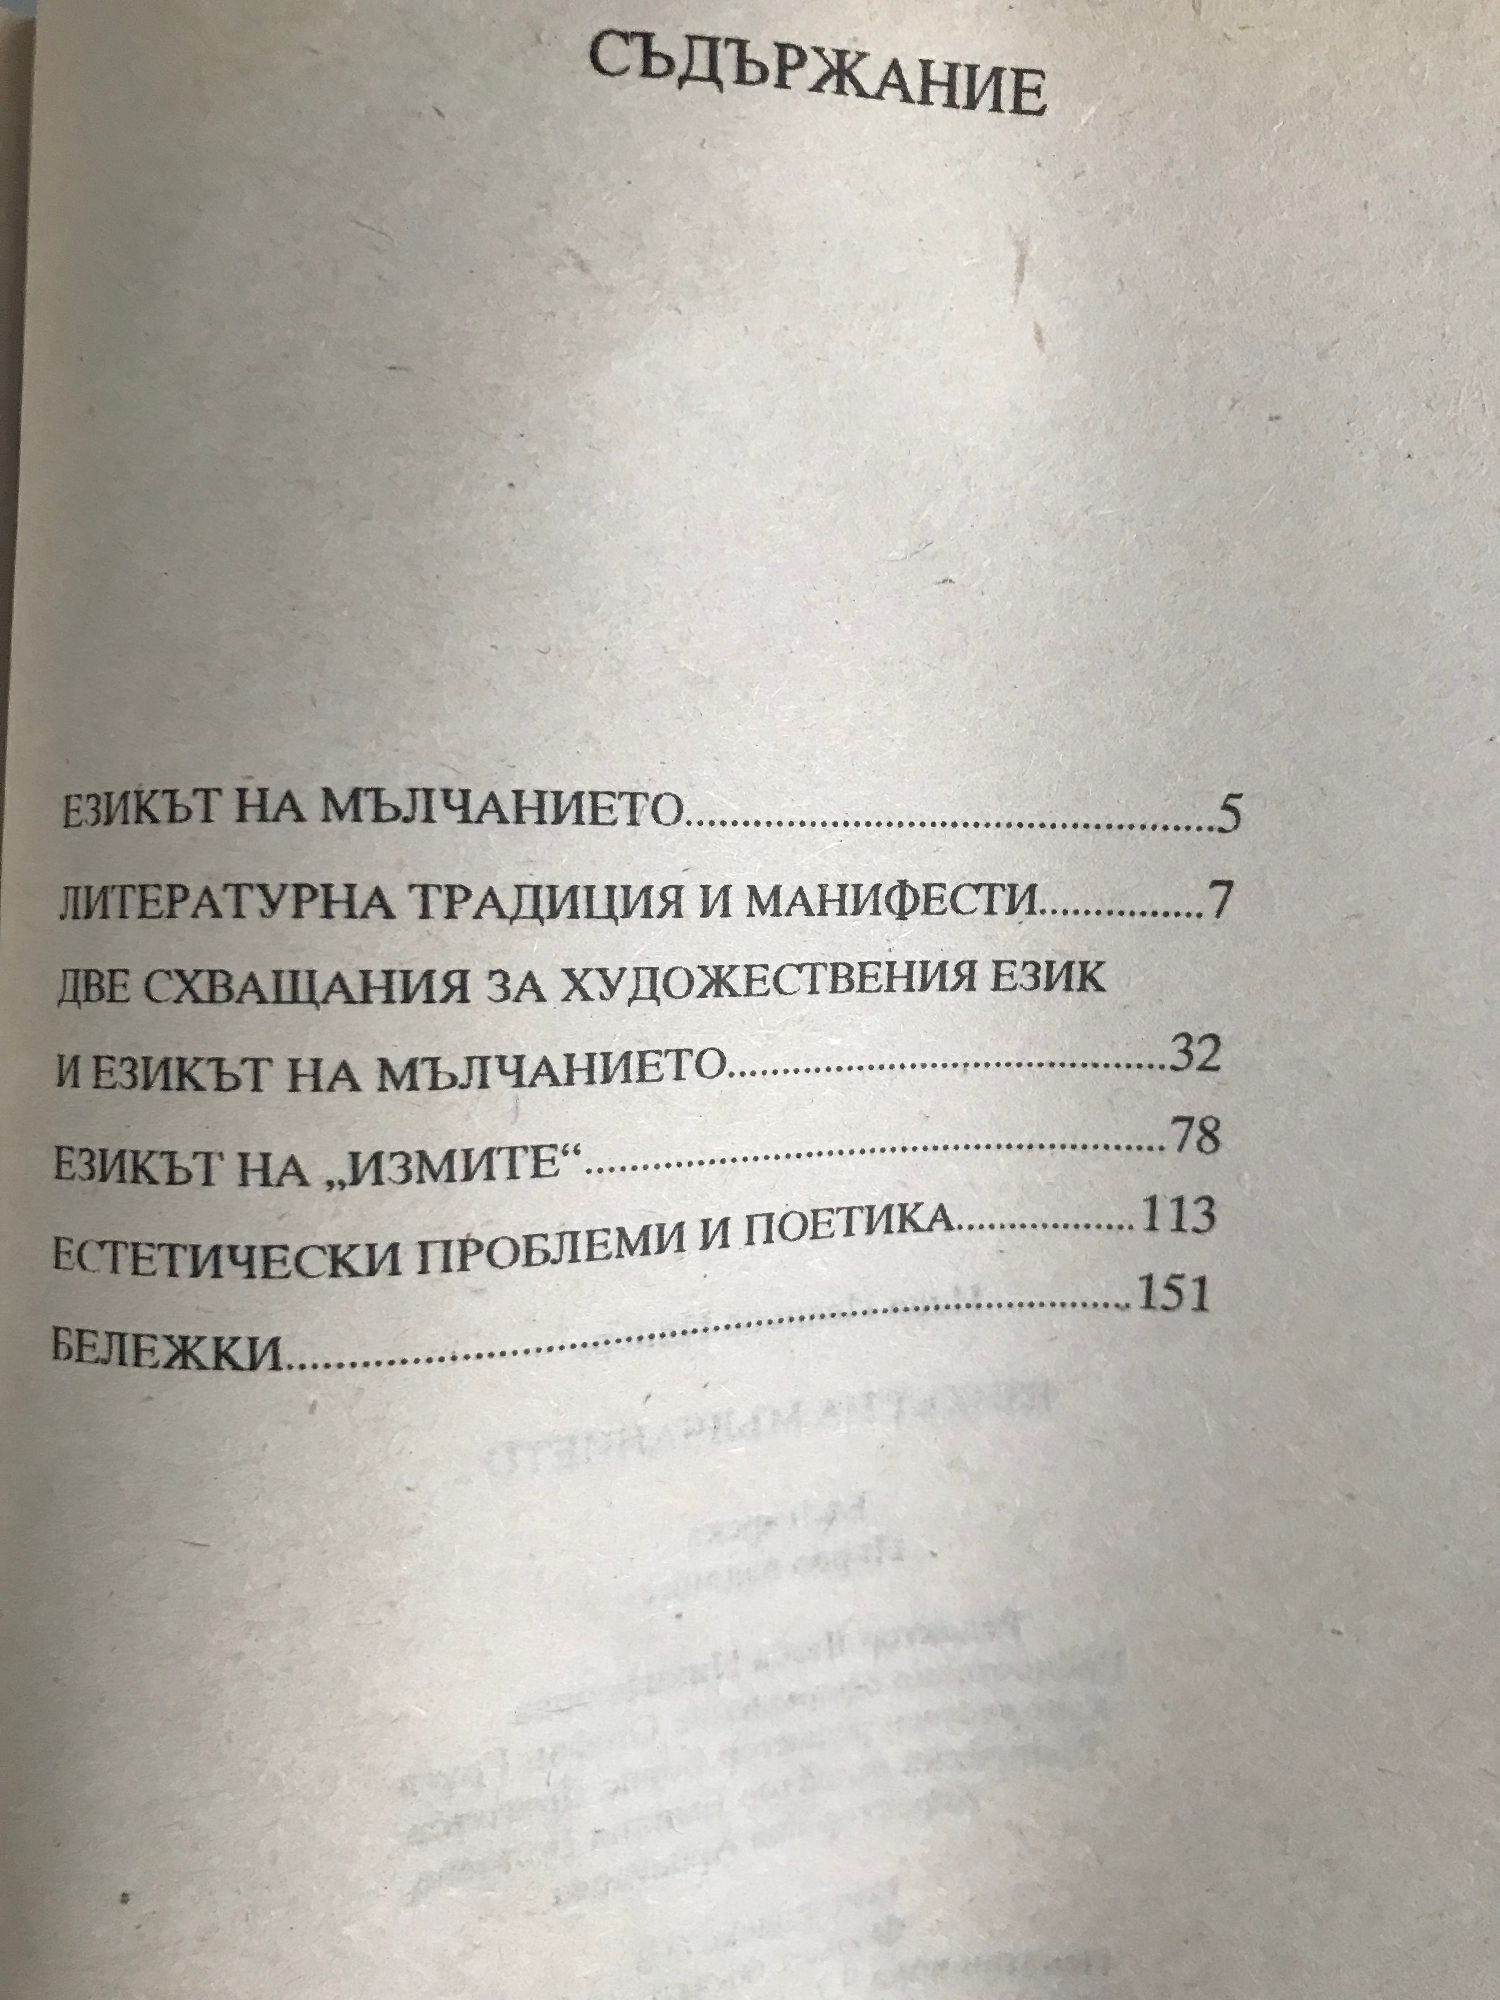 СЪДЪРЖАНИЕ
ЕЗИКЪТ НА МЪЛЧАНИЕТО................................................5
ЛИТЕРАТУРНА ТРАДИЦИЯ И МАНИФЕСТИ...............7
ДВЕ СХВАЩАНИЯ ЗА ХУДОЖЕСТВЕНИЯ ЕЗИК
И ЕЗИКЪТ НА МЪЛЧАНИЕТО........................................32
ЕЗИКЪТ НА „ИЗМИТЕ“.....................................................78
ЕСТЕТИЧЕСКИ ПРОБЛЕМИ И ПОЕТИКА................113
БЕЛЕЖКИ............................................................................151